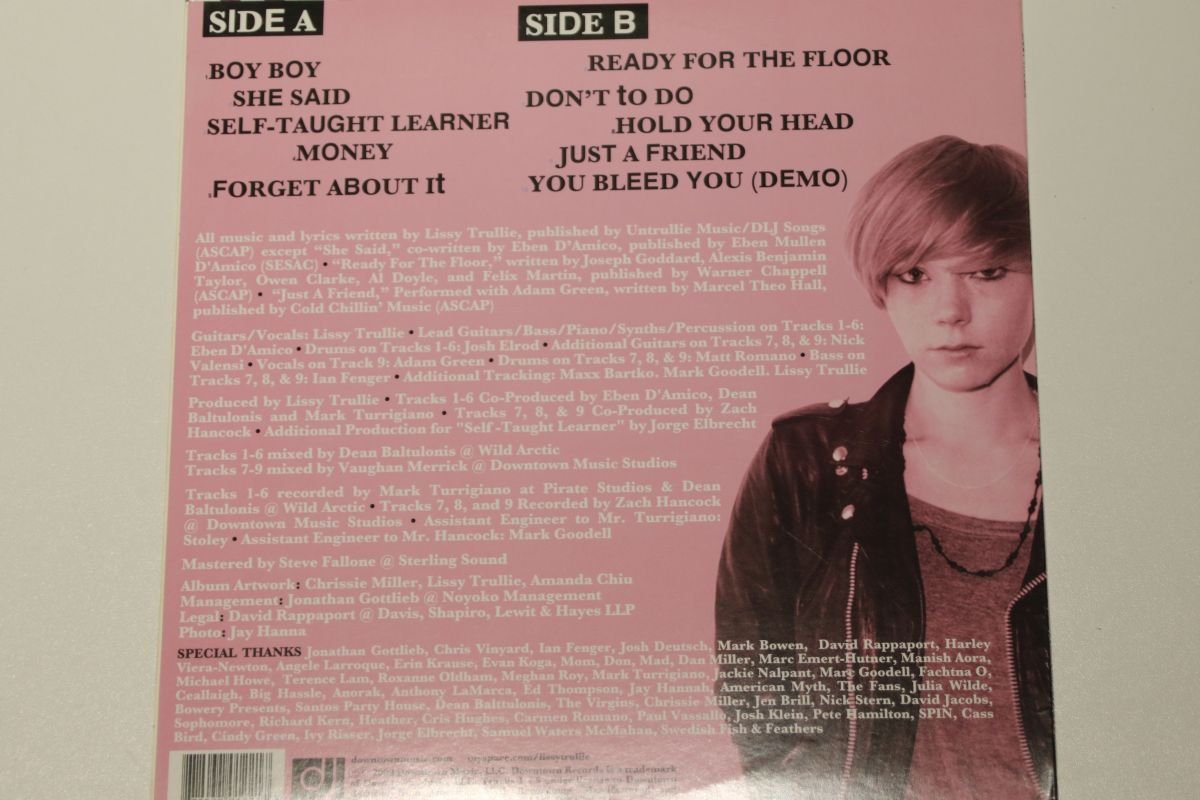 SIDE A
BOY BOY
SHE SAID
SELF-TAUGHT LEARNER
MONEY
FORGET ABOUT It
SIDE B
READY FOR THE FLOOR
DON'T tO DO
HOLD YOUR HEAD
JUST A FRIEND
YOU BLEED YOU (DEMO)
All music and lyrics written by Lissy Trullie, published by Untrullie Music/DLJ Songs
(ASCAP) except “She Said,” co-written by Eben D'Amico, published by Eben Mullen
D'Amico (SESAC) • “Ready For The Floor,” written by Joseph Goddard, Alexis Benjamin
Taylor, Owen Clarke, Al Doyle, and Felix Martin, published by Warner Chappell
(ASCAP) • “Just A Friend,” Performed with Adam Green, written by Marcel Theo Hall,
published by Cold Chillin' Music (ASCAP)
Guitars/Vocals: Lissy Trullie • Lead Guitars/Bass/Piano/Synths/Percussion on Tracks 1-6:
Eben D'Amico • Drums on Tracks 1-6: Josh Elrod • Additional Guitars on Tracks 7, 8, & 9: Nick
Valensi • Vocals on Track 9: Adam Green • Drums on Tracks 7, 8, & 9: Matt Romano • Bass on
Tracks 7, 8, & 9: Ian Fenger • Additional Tracking: Maxx Bartko. Mark Goodell. Lissy Trullie
Produced by Lissy Trullie • Tracks 1-6 Co-Produced by Eben D'Amico, Dean
Baltulonis and Mark Turrigiano • Tracks 7, 8, & 9 Co-Produced by Zach
Hancock • Additional Production for "Self-Taught Learner" by Jorge Elbrecht
Tracks 1-6 mixed by Dean Baltulonis @ Wild Arctic
Tracks 7-9 mixed by Vaughan Merrick @ Downtown Music Studios
Tracks 1-6 recorded by Mark Turrigiano at Pirate Studios & Dean
Baltulonis @ Wild Arctic • Tracks 7, 8, and 9 Recorded by Zach Hancock
@ Downtown Music Studios • Assistant Engineer to Mr. Turrigiano:
Stoley • Assistant Engineer to Mr. Hancock: Mark Goodell
Mastered by Steve Fallone @ Sterling Sound
Album Artwork: Chrissie Miller, Lissy Trullie, Amanda Chiu
Management: Jonathan Gottlieb @ Noyoko Management
Legal: David Rappaport @ Davis, Shapiro, Lewit & Hayes LLP
Photo: Jay Hanna
SPECIAL THANKS Jonathan Gottlieb, Chris Vinyard, Ian Fenger, Josh Deutsch, Mark Bowen, David Rappaport, Harley
Viera-Newton, Angele Larroque, Erin Krause, Evan Koga, Mom, Don, Mad, Dan Miller, Marc Emert-Hutner, Manish Aora,
Michael Howe, Terence Lam, Roxanne Oldham, Meghan Roy, Mark Turrigiano, Jackie Nalpant, Marc Goodell, Fachtna O,
Ceallaigh, Big Hassle, Anorak, Anthony LaMarca, Ed Thompson, Jay Hannah, American Myth, The Fans, Julia Wilde,
Bowery Presents, Santos Party House, Dean Balttulonis, The Virgins, Chrissie Miller, Jen Brill, Nick Stern, David Jacobs,
Sophomore, Richard Kern, Heather, Cris Hughes, Carmen Romano, Paul Vassallo, Josh Klein, Pete Hamilton, SPIN, Cass
Bird, Cindy Green, Ivy Risser, Jorge Elbrecht, Samuel Waters McMahan, Swedish Fish & Feathers
downtownmusic.com myspace.com/lissytrullie
2009 Downtown Music, LLC. Downtown Records is a trademark